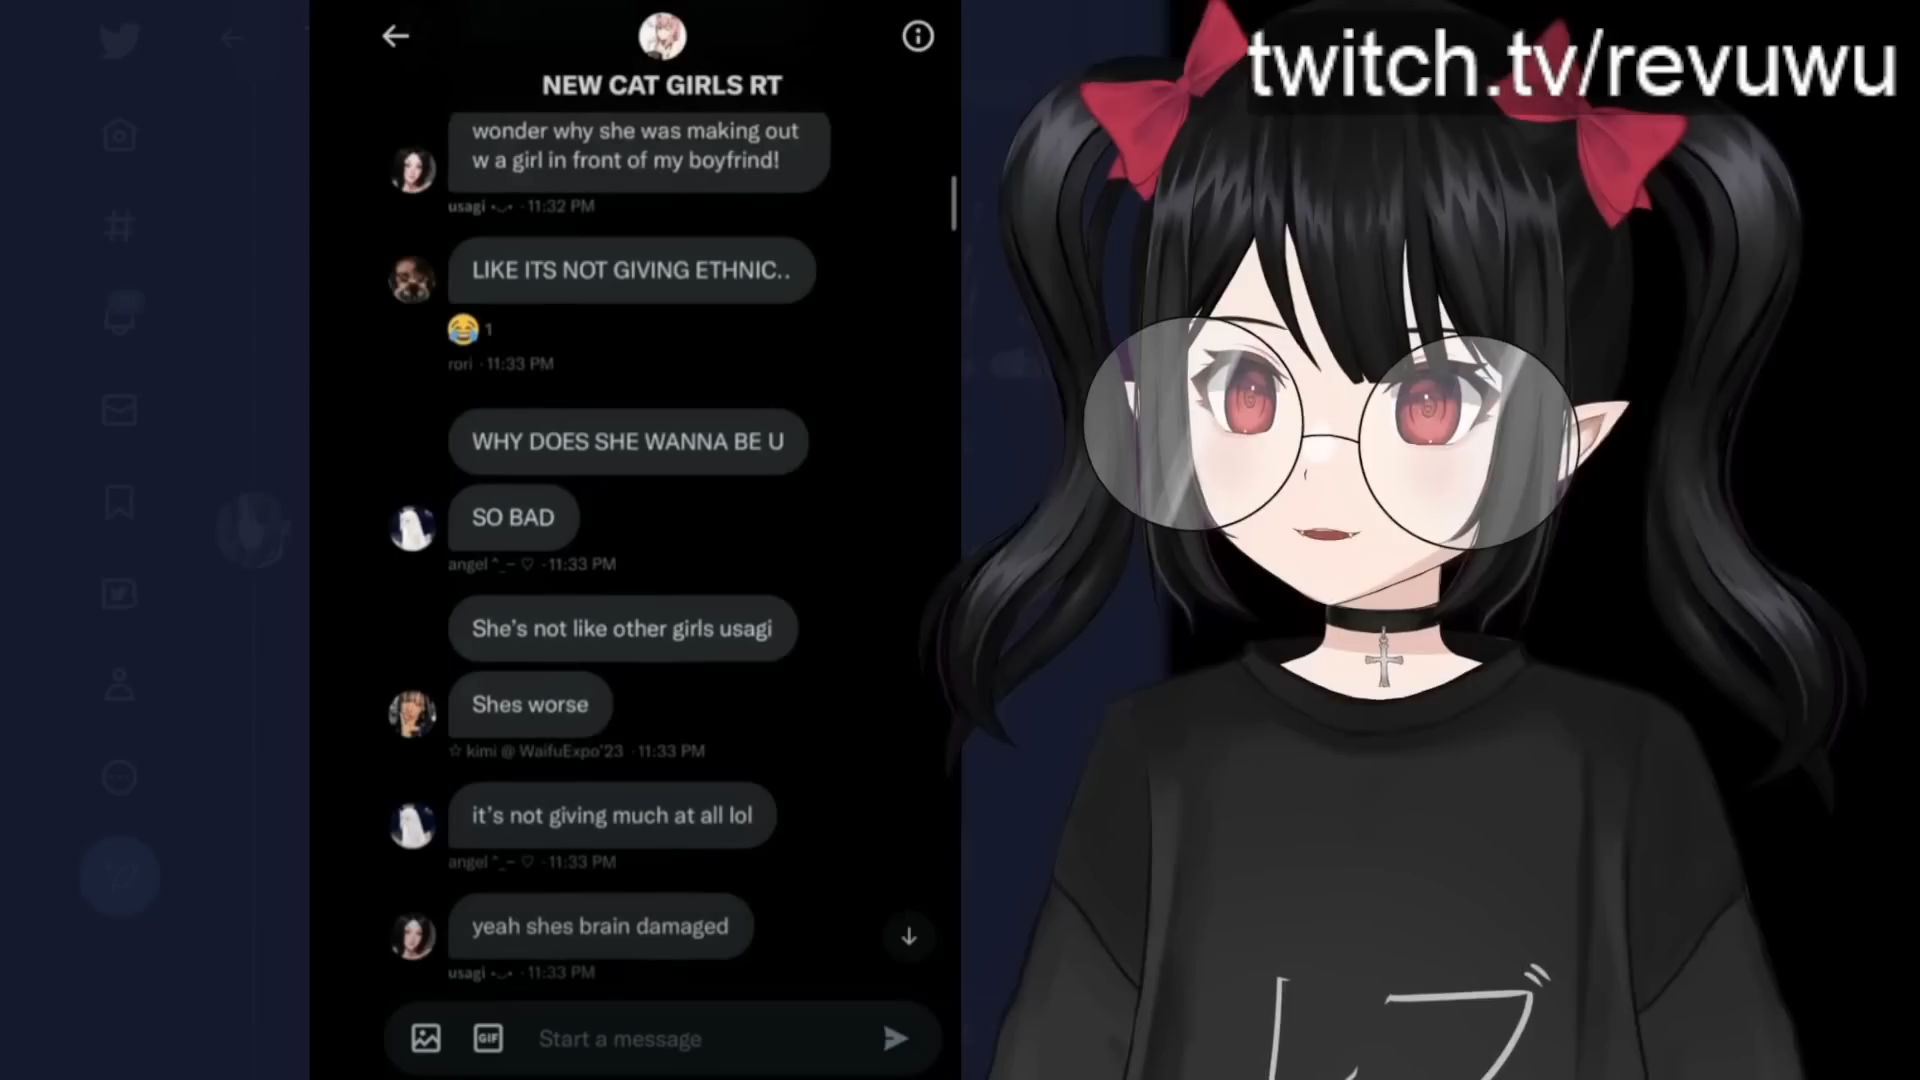 twitch.tv/revuwu
NEW CAT GIRLS RT
wonder why she was making out
w a girl in front of my boyfrind!
usagi •⌣• · 11:32 PM
LIKE ITS NOT GIVING ETHNIC..
😂 1
rori · 11:33 PM
WHY DOES SHE WANNA BE U
SO BAD
angel ^_− ♡ · 11:33 PM
She's not like other girls usagi
Shes worse
☆ kimi @ WaifuExpo'23 · 11:33 PM
it's not giving much at all lol
angel ^_− ♡ · 11:33 PM
yeah shes brain damaged
usagi •⌣• · 11:33 PM
GIF Start a message
レブ